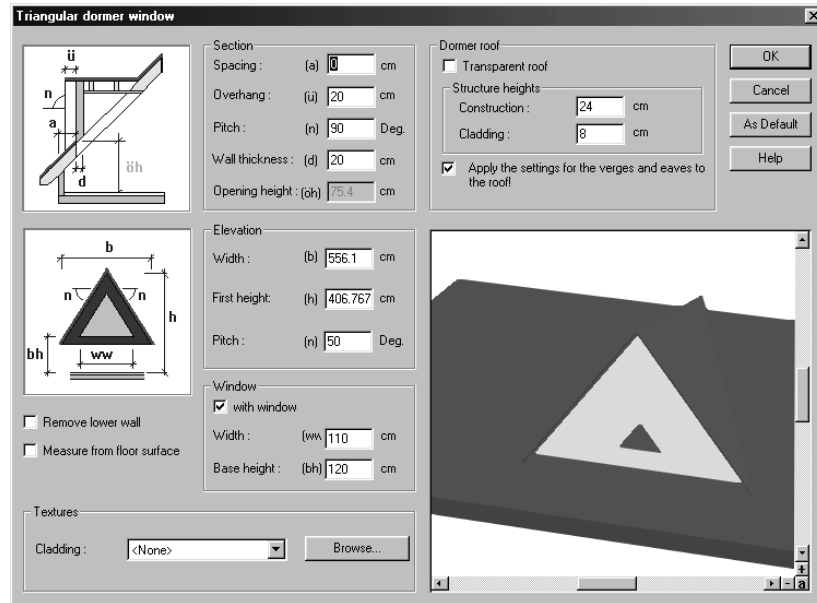 Triangular dormer window
ü
n
a
d
öh
Section
Spacing : (a) 0 cm
Overhang : (ü) 20 cm
Pitch : (n) 90 Deg.
Wall thickness : (d) 20 cm
Opening height : (öh) 75.4 cm
Dormer roof
Transparent roof
Structure heights
Construction : 24 cm
Cladding : 8 cm
Apply the settings for the verges and eaves to
the roof!
OK
Cancel
As Default
Help
b
n n
h
bh
ww
Elevation
Width : (b) 556.1 cm
First height: (h) 406.767 cm
Pitch : (n) 50 Deg.
Remove lower wall
Measure from floor surface
Window
with window
Width : (ww 110 cm
Base height : (bh) 120 cm
Textures
Cladding : <None> Browse...
+
- a